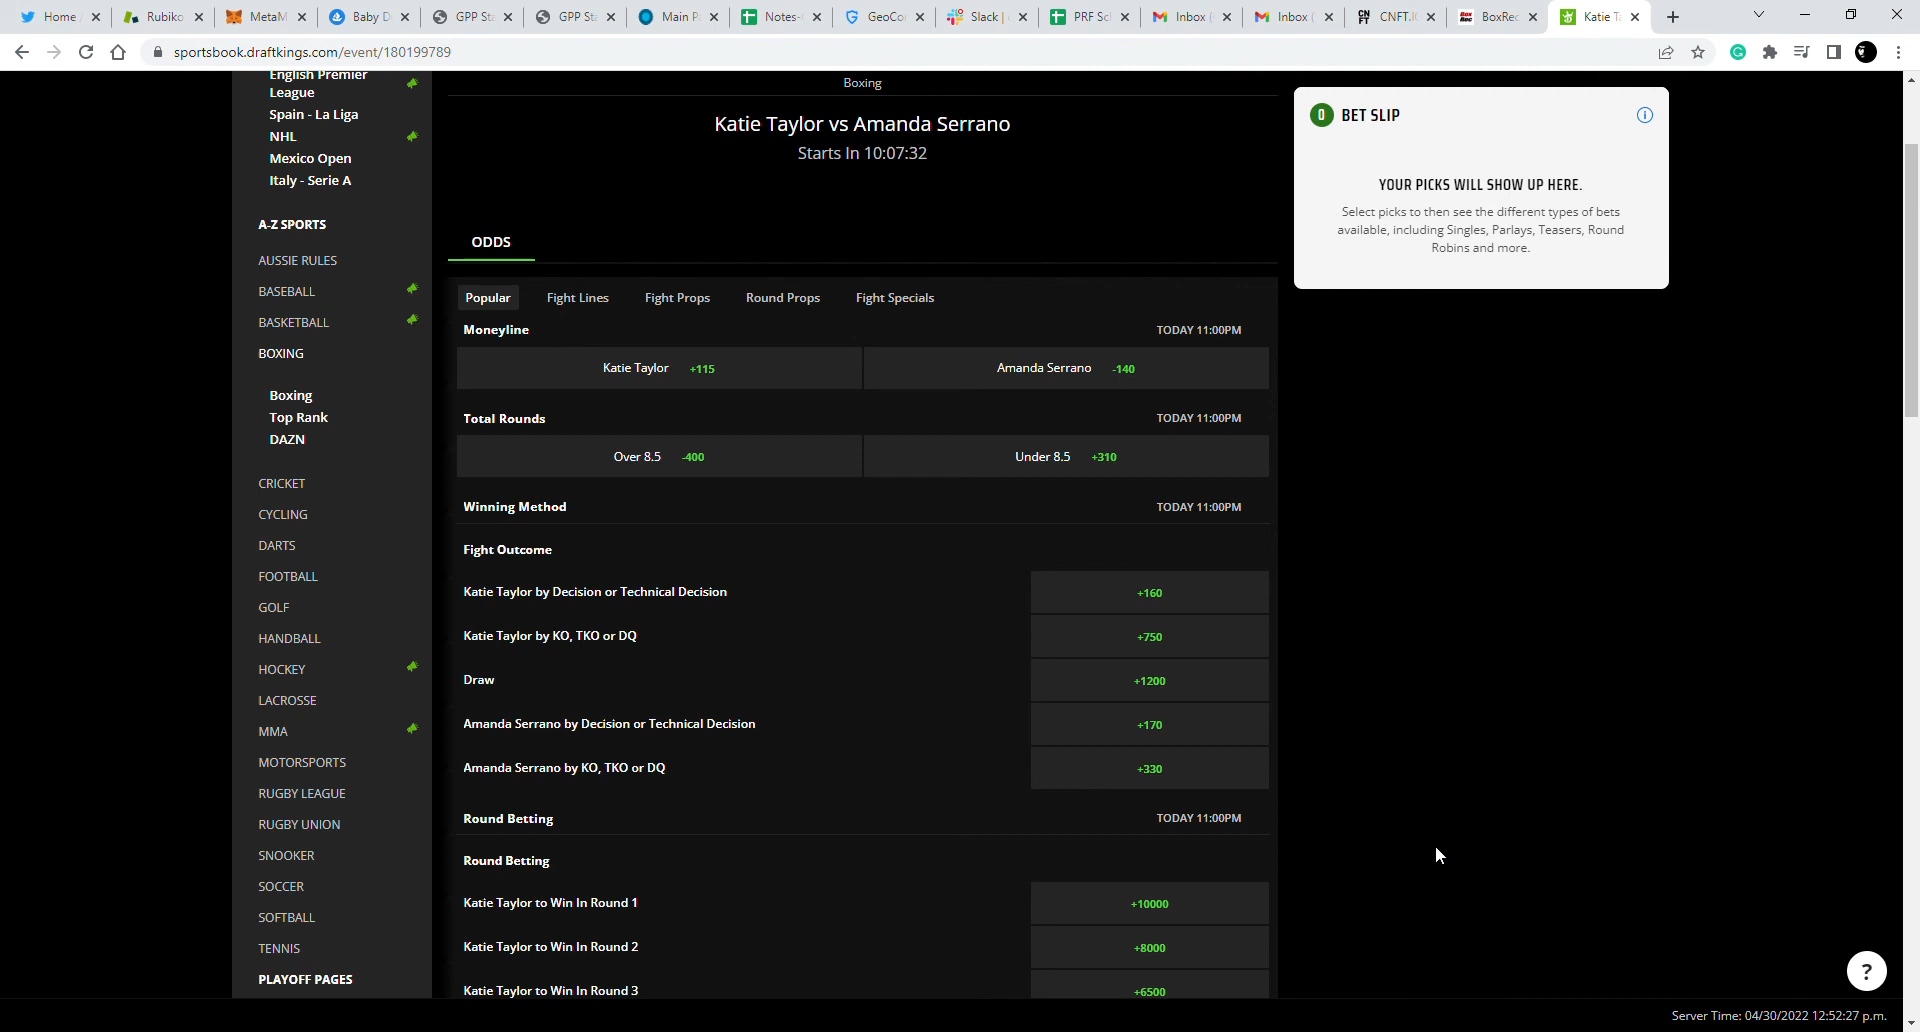 Home
Rubiko
MetaM
Baby D
GPP St
GPP St
Main P
Notes-
GeoCo
Slack |
PRF Sc
Inbox (
Inbox (
CNFT.I
BoxRec
Katie T
sportsbook.draftkings.com/event/180199789
English Premier
League
Spain - La Liga
NHL
Mexico Open
Italy - Serie A
A-Z SPORTS
AUSSIE RULES
BASEBALL
BASKETBALL
BOXING
Boxing
Top Rank
DAZN
CRICKET
CYCLING
DARTS
FOOTBALL
GOLF
HANDBALL
HOCKEY
LACROSSE
MMA
MOTORSPORTS
RUGBY LEAGUE
RUGBY UNION
SNOOKER
SOCCER
SOFTBALL
TENNIS
PLAYOFF PAGES
Boxing
Katie Taylor vs Amanda Serrano
Starts In 10:07:32
ODDS
Popular Fight Lines Fight Props Round Props Fight Specials
Moneyline TODAY 11:00PM
Katie Taylor +115 Amanda Serrano -140
Total Rounds TODAY 11:00PM
Over 8.5 -400 Under 8.5 +310
Winning Method TODAY 11:00PM
Fight Outcome
Katie Taylor by Decision or Technical Decision +160
Katie Taylor by KO, TKO or DQ +750
Draw +1200
Amanda Serrano by Decision or Technical Decision +170
Amanda Serrano by KO, TKO or DQ +330
Round Betting TODAY 11:00PM
Round Betting
Katie Taylor to Win In Round 1 +10000
Katie Taylor to Win In Round 2 +8000
Katie Taylor to Win In Round 3 +6500
0 BET SLIP
YOUR PICKS WILL SHOW UP HERE.
Select picks to then see the different types of bets
available, including Singles, Parlays, Teasers, Round
Robins and more.
?
Server Time: 04/30/2022 12:52:27 p.m.